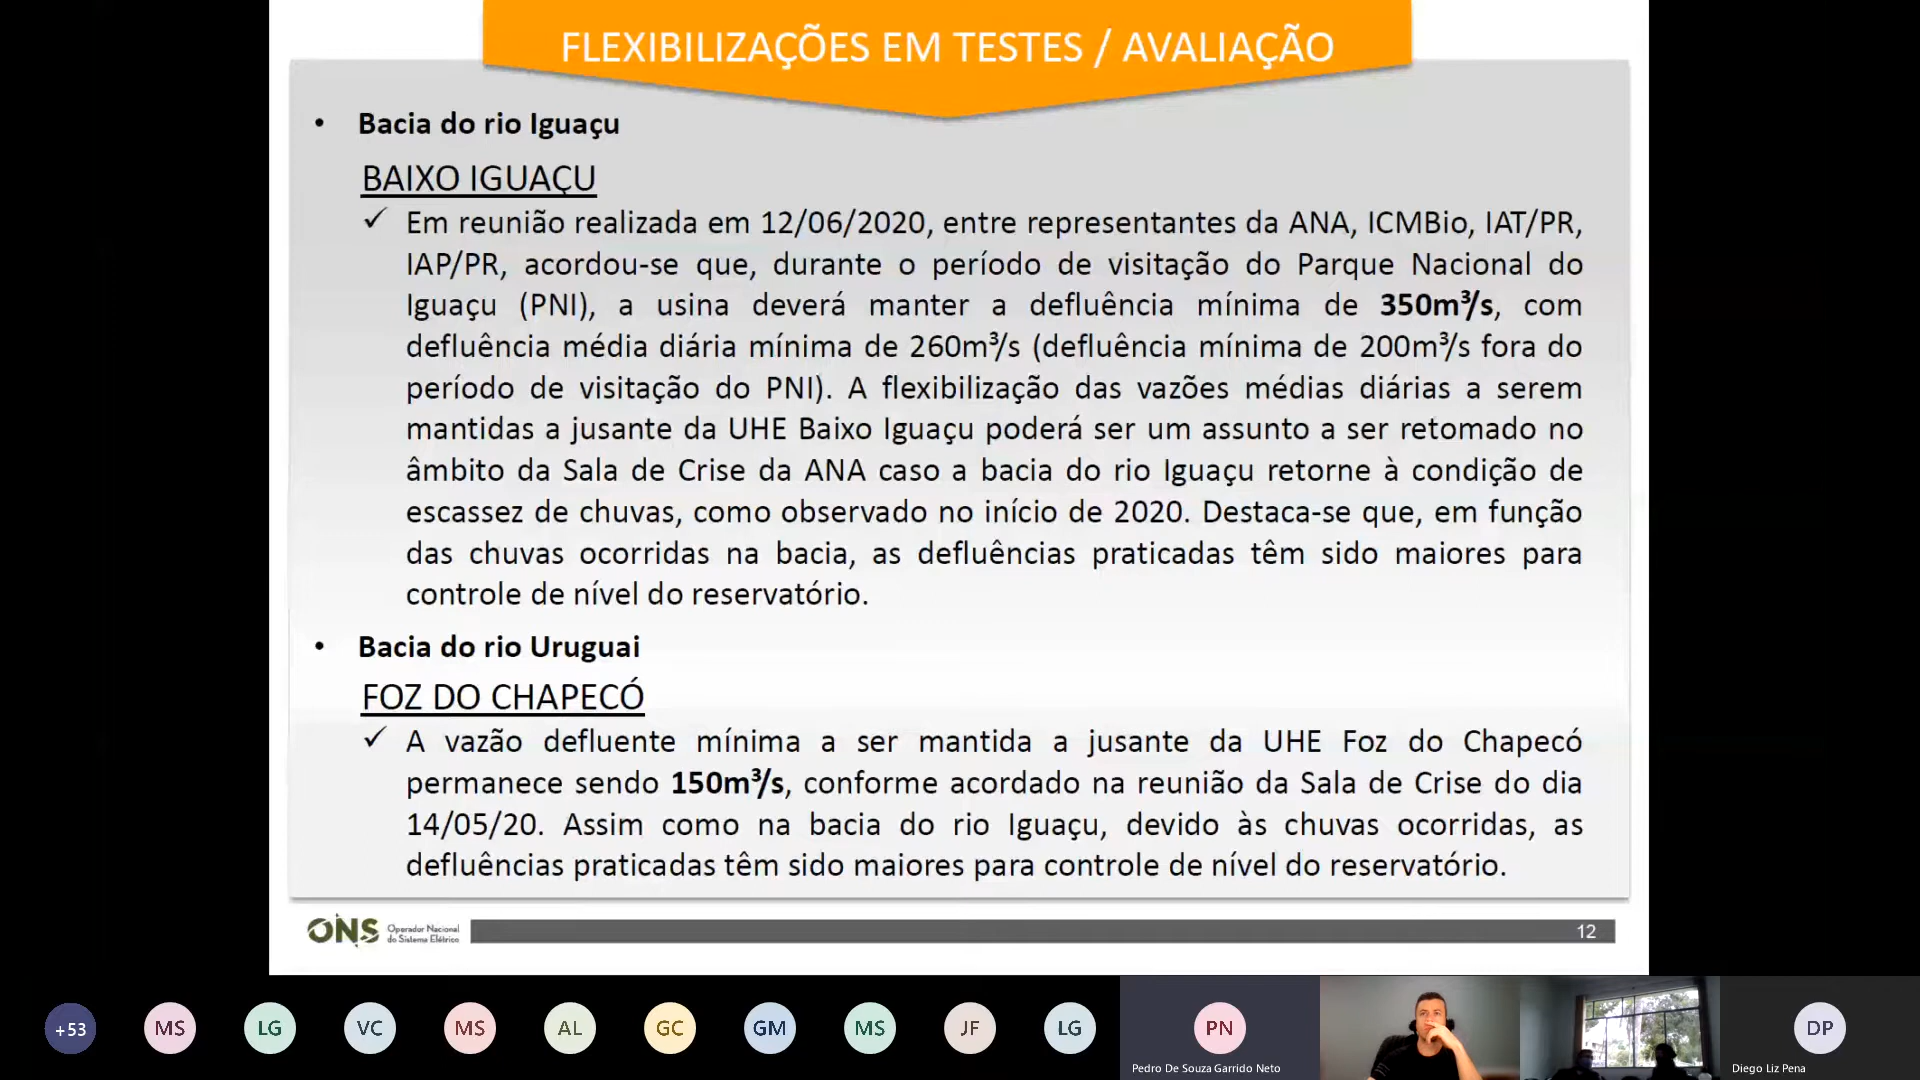 FLEXIBILIZAÇÕES EM TESTES / AVALIAÇÃO
• Bacia do rio Iguaçu
BAIXO IGUAÇU
✓ Em reunião realizada em 12/06/2020, entre representantes da ANA, ICMBio, IAT/PR,
IAP/PR, acordou-se que, durante o período de visitação do Parque Nacional do
Iguaçu (PNI), a usina deverá manter a defluência mínima de 350m³/s, com
defluência média diária mínima de 260m³/s (defluência mínima de 200m³/s fora do
período de visitação do PNI). A flexibilização das vazões médias diárias a serem
mantidas a jusante da UHE Baixo Iguaçu poderá ser um assunto a ser retomado no
âmbito da Sala de Crise da ANA caso a bacia do rio Iguaçu retorne à condição de
escassez de chuvas, como observado no início de 2020. Destaca-se que, em função
das chuvas ocorridas na bacia, as defluências praticadas têm sido maiores para
controle de nível do reservatório.
• Bacia do rio Uruguai
FOZ DO CHAPECÓ
✓ A vazão defluente mínima a ser mantida a jusante da UHE Foz do Chapecó
permanece sendo 150m³/s, conforme acordado na reunião da Sala de Crise do dia
14/05/20. Assim como na bacia do rio Iguaçu, devido às chuvas ocorridas, as
defluências praticadas têm sido maiores para controle de nível do reservatório.
ONS Operador Nacional
do Sistema Elétrico
12
+53 MS LG VC MS AL GC GM MS JF LG PN DP
Pedro De Souza Garrido Neto Diego Liz Pena